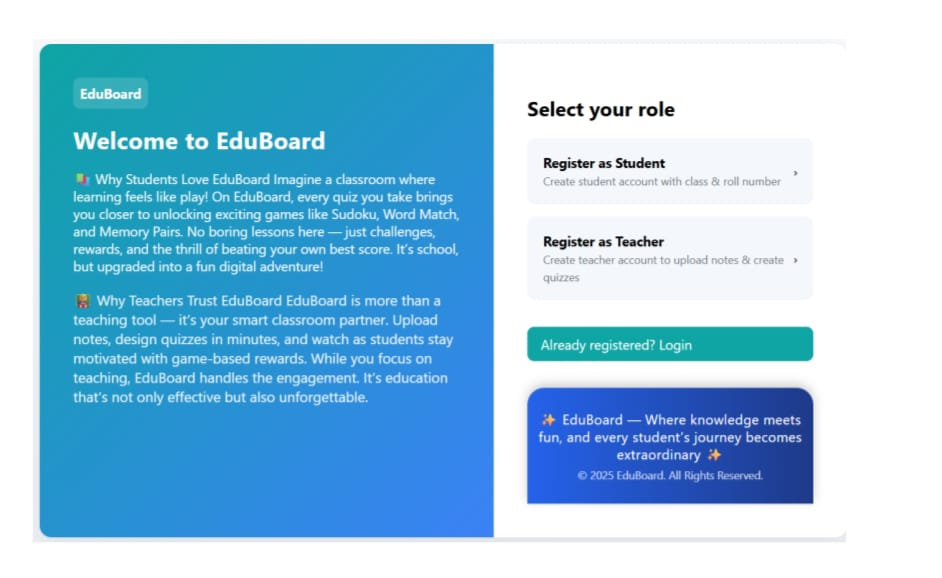 EduBoard
Welcome to EduBoard
Why Students Love EduBoard Imagine a classroom where
learning feels like play! On EduBoard, every quiz you take brings
you closer to unlocking exciting games like Sudoku, Word Match,
and Memory Pairs. No boring lessons here — just challenges,
rewards, and the thrill of beating your own best score. It's school,
but upgraded into a fun digital adventure!
Why Teachers Trust EduBoard EduBoard is more than a
teaching tool — it's your smart classroom partner. Upload
notes, design quizzes in minutes, and watch as students stay
motivated with game-based rewards. While you focus on
teaching, EduBoard handles the engagement. It's education
that's not only effective but also unforgettable.
Select your role
Register as Student
Create student account with class & roll number
Register as Teacher
Create teacher account to upload notes & create
quizzes
Already registered? Login
✨ EduBoard — Where knowledge meets
fun, and every student's journey becomes
extraordinary ✨
© 2025 EduBoard. All Rights Reserved.